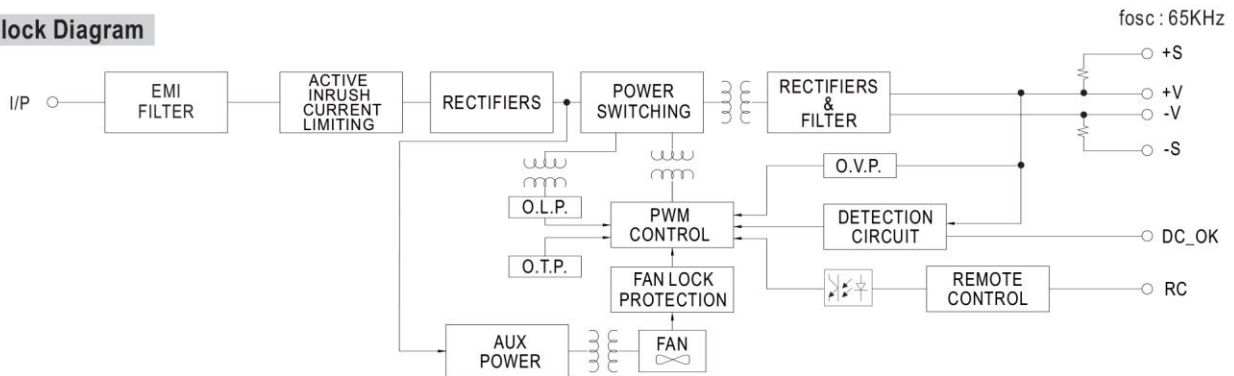 lock Diagram
fosc : 65KHz
I/P
EMI
FILTER
ACTIVE
INRUSH
CURRENT
LIMITING
RECTIFIERS
POWER
SWITCHING
RECTIFIERS
&
FILTER
+S
+V
-V
-S
O.V.P.
O.L.P.
PWM
CONTROL
DETECTION
CIRCUIT
DC_OK
O.T.P.
FAN LOCK
PROTECTION
REMOTE
CONTROL
RC
AUX
POWER
FAN